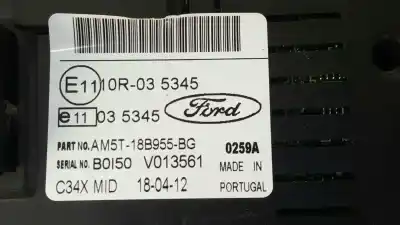 E11 10R-03 5345
e11 03 5345
Ford
PART NO. AM5T-18B955-BG 0259A
SERIAL NO. B0I50 V013561 MADE IN
C34X MID 18-04-12 PORTUGAL